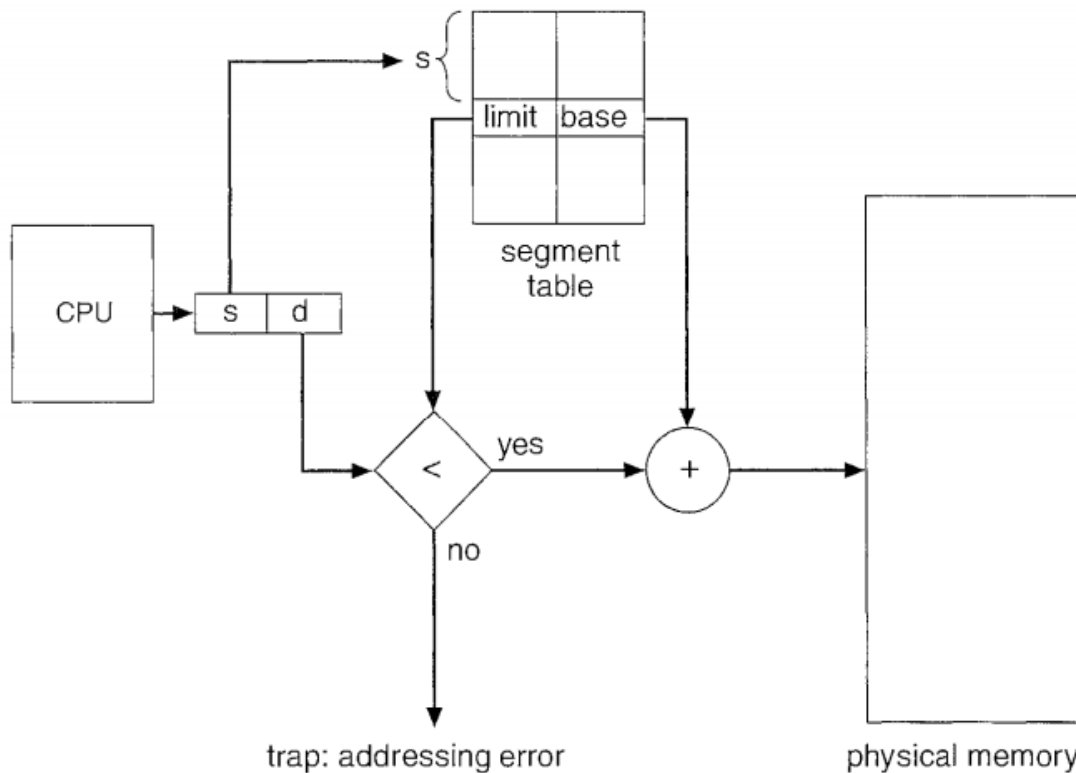 s
limit base
segment
table
CPU
s d
<
yes
+
no
trap: addressing error
physical memory